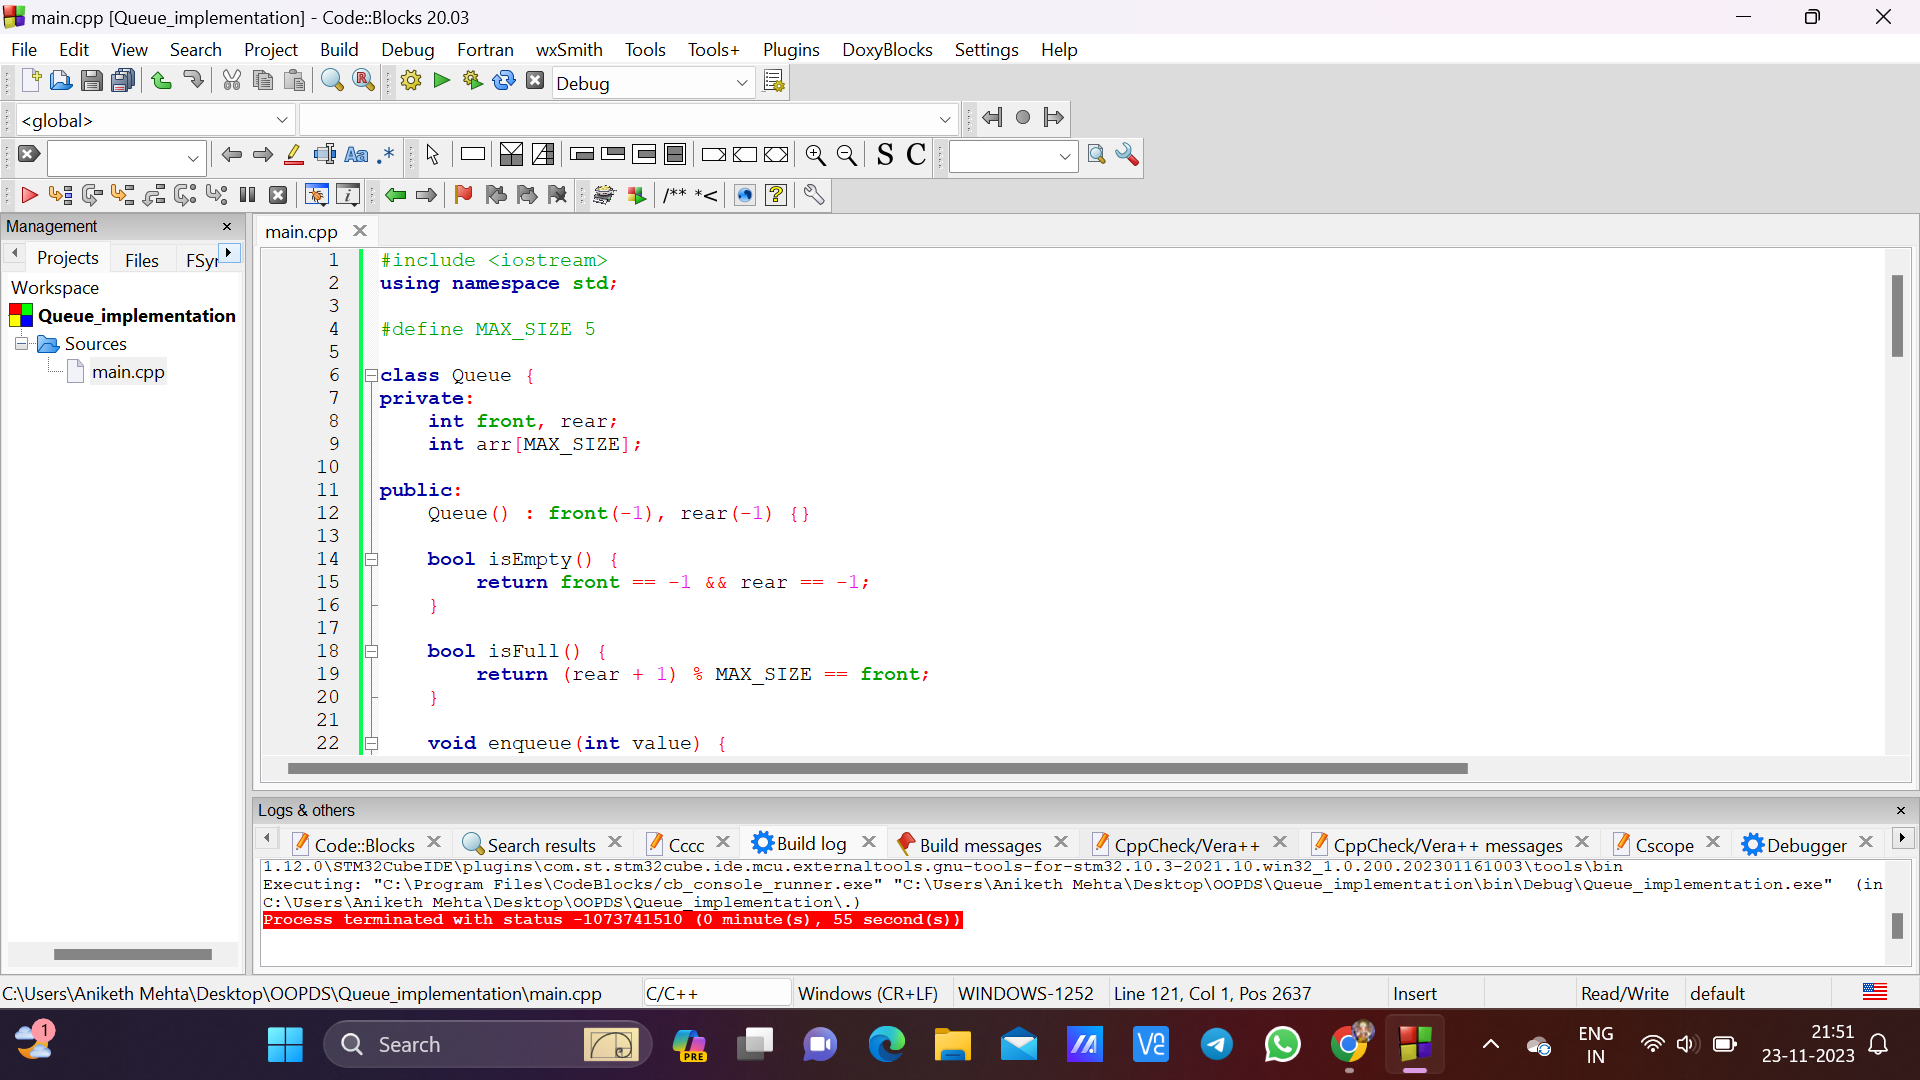 main.cpp [Queue_implementation] - Code::Blocks 20.03
File Edit View Search Project Build Debug Fortran wxSmith Tools Tools+ Plugins DoxyBlocks Settings Help
Debug
<global>
Aa .* S C
/** *<
Management
main.cpp
Projects Files FSyr
Workspace
Queue_implementation
Sources
main.cpp
1 #include <iostream>
2 using namespace std;
3
4 #define MAX_SIZE 5
5
6 class Queue {
7 private:
8 int front, rear;
9 int arr[MAX_SIZE];
10
11 public:
12 Queue() : front(-1), rear(-1) {}
13
14 bool isEmpty() {
15 return front == -1 && rear == -1;
16 }
17
18 bool isFull() {
19 return (rear + 1) % MAX_SIZE == front;
20 }
21
22 void enqueue(int value) {
Logs & others
Code::Blocks Search results Cccc Build log Build messages CppCheck/Vera++ CppCheck/Vera++ messages Cscope Debugger
1.12.0\STM32CubeIDE\plugins\com.st.stm32cube.ide.mcu.externaltools.gnu-tools-for-stm32.10.3-2021.10.win32_1.0.200.202301161003\tools\bin
Executing: "C:\Program Files\CodeBlocks/cb_console_runner.exe" "C:\Users\Aniketh Mehta\Desktop\OOPDS\Queue_implementation\bin\Debug\Queue_implementation.exe" (in
C:\Users\Aniketh Mehta\Desktop\OOPDS\Queue_implementation\.)
Process terminated with status -1073741510 (0 minute(s), 55 second(s))
C:\Users\Aniketh Mehta\Desktop\OOPDS\Queue_implementation\main.cpp C/C++ Windows (CR+LF) WINDOWS-1252 Line 121, Col 1, Pos 2637 Insert Read/Write default
1
Search
PRE
ENG
IN
21:51
23-11-2023